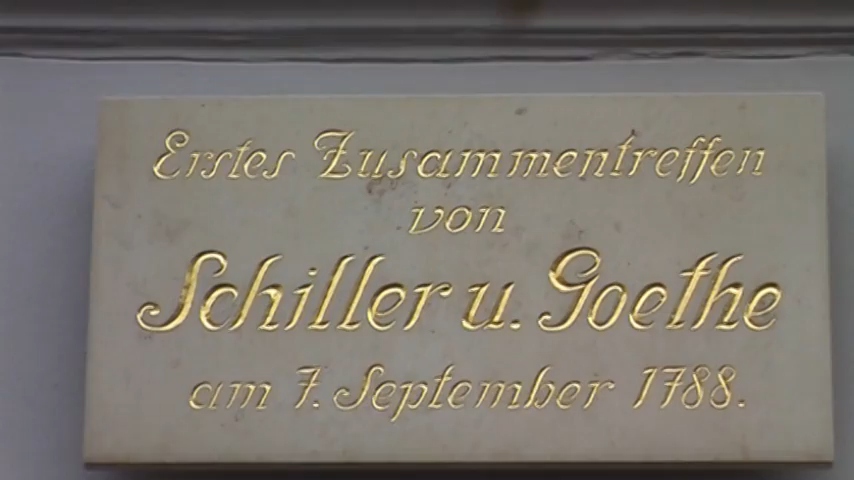 Erstes Zusammentreffen
von
Schiller u. Goethe
am 7. September 1788.